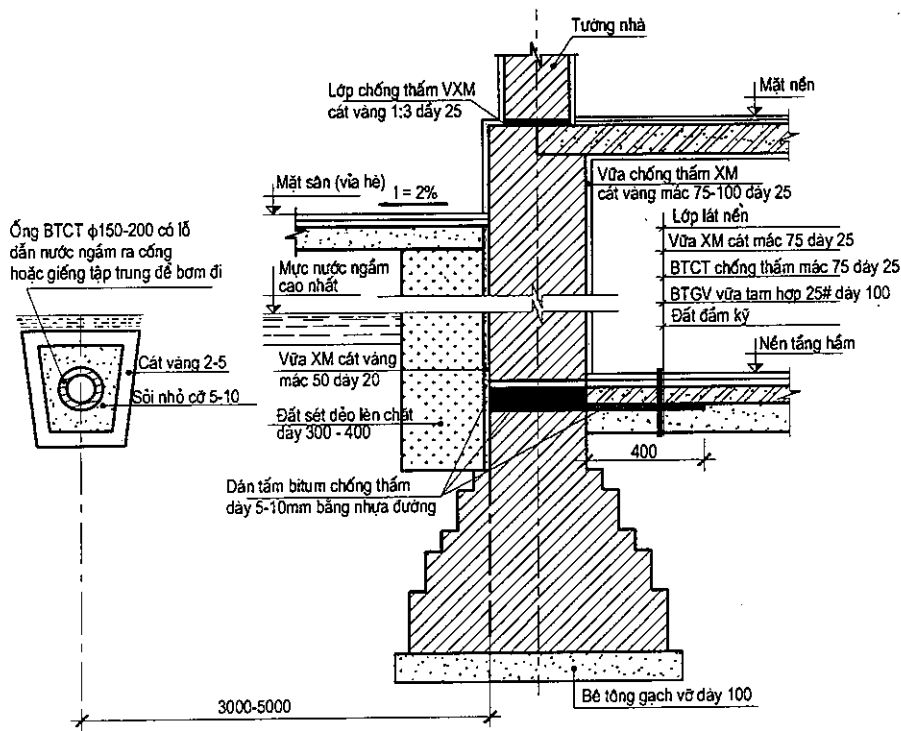 Tường nhà
Lớp chống thấm VXM
cát vàng 1:3 dầy 25
Mặt nền
Mặt sân (vỉa hè)
1 = 2%
Vữa chống thấm XM
cát vàng mác 75-100 dày 25
Ống BTCT ϕ150-200 có lỗ
dẫn nước ngầm ra cống
hoặc giếng tập trung để bơm đi
Mực nước ngầm
cao nhất
Lớp lát nền
Vữa XM cát mác 75 dày 25
BTCT chống thấm mác 75 dày 25
BTGV vữa tam hợp 25# dày 100
Đất đầm kỹ
Nền tầng hầm
Cát vàng 2-5
Sỏi nhỏ cỡ 5-10
Vữa XM cát vàng
mác 50 dày 20
Đất sét dẻo lèn chặt
dày 300 - 400
400
Dán tấm bitum chống thấm
dày 5-10mm bằng nhựa đường
Bê tông gạch vỡ dày 100
3000-5000